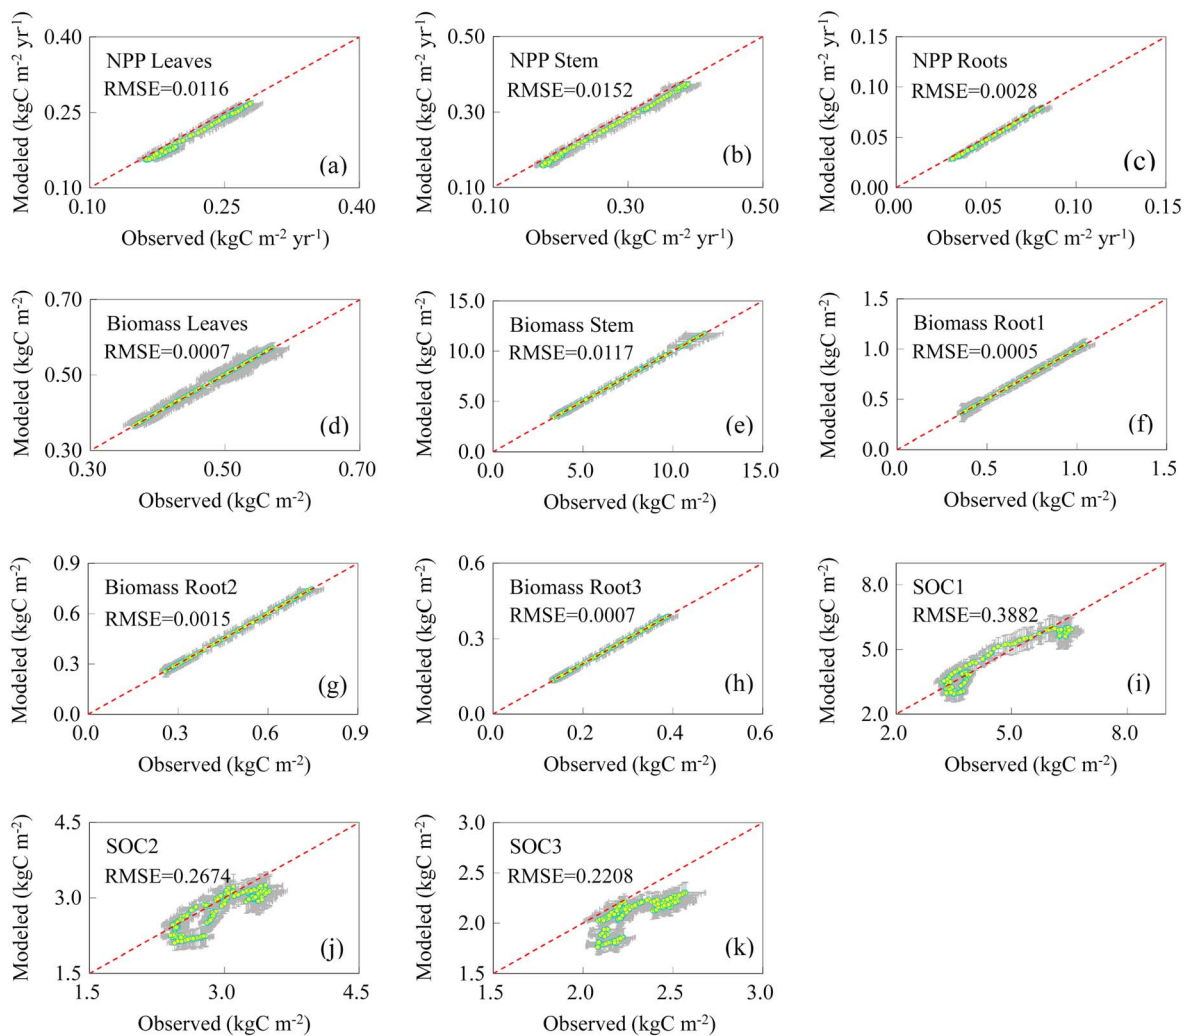 Modeled (kgC m-2 yr-1)
0.40
0.25
0.10
NPP Leaves
RMSE=0.0116
(a)
0.10 0.25 0.40
Observed (kgC m-2 yr-1)
Modeled (kgC m-2 yr-1)
0.50
0.30
0.10
NPP Stem
RMSE=0.0152
(b)
0.10 0.30 0.50
Observed (kgC m-2 yr-1)
Modeled (kgC m-2 yr-1)
0.15
0.10
0.05
0.00
NPP Roots
RMSE=0.0028
(c)
0.00 0.05 0.10 0.15
Observed (kgC m-2 yr-1)
Modeled (kgC m-2)
0.70
0.50
0.30
Biomass Leaves
RMSE=0.0007
(d)
0.30 0.50 0.70
Observed (kgC m-2)
Modeled (kgC m-2)
15.0
10.0
5.0
0.0
Biomass Stem
RMSE=0.0117
(e)
0.0 5.0 10.0 15.0
Observed (kgC m-2)
Modeled (kgC m-2)
1.5
1.0
0.5
0.0
Biomass Root1
RMSE=0.0005
(f)
0.0 0.5 1.0 1.5
Observed (kgC m-2)
Modeled (kgC m-2)
0.9
0.6
0.3
0.0
Biomass Root2
RMSE=0.0015
(g)
0.0 0.3 0.6 0.9
Observed (kgC m-2)
Modeled (kgC m-2)
0.6
0.3
0.0
Biomass Root3
RMSE=0.0007
(h)
0.0 0.2 0.4 0.6
Observed (kgC m-2)
Modeled (kgC m-2)
8.0
5.0
2.0
SOC1
RMSE=0.3882
(i)
2.0 5.0 8.0
Observed (kgC m-2)
Modeled (kgC m-2)
4.5
3.0
1.5
SOC2
RMSE=0.2674
(j)
1.5 3.0 4.5
Observed (kgC m-2)
Modeled (kgC m-2)
3.0
2.5
2.0
1.5
SOC3
RMSE=0.2208
(k)
1.5 2.0 2.5 3.0
Observed (kgC m-2)